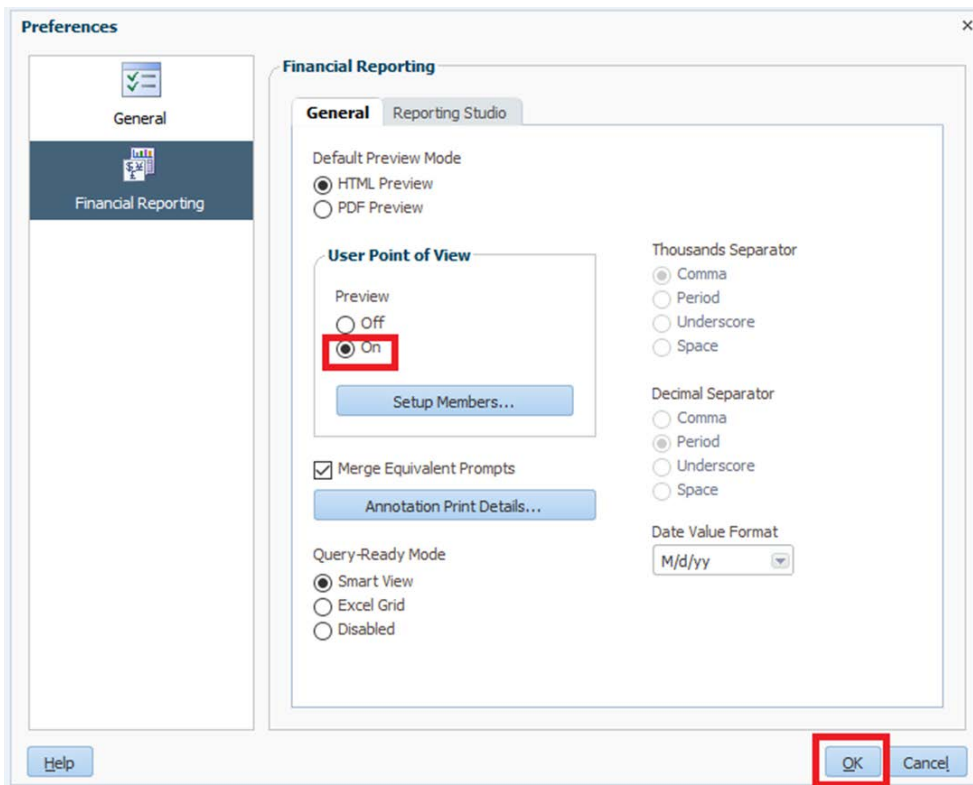 Preferences
General
Financial Reporting
Financial Reporting
General
Reporting Studio
Default Preview Mode
HTML Preview
PDF Preview
User Point of View
Preview
Off
On
Setup Members...
Merge Equivalent Prompts
Annotation Print Details...
Query-Ready Mode
Smart View
Excel Grid
Disabled
Thousands Separator
Comma
Period
Underscore
Space
Decimal Separator
Comma
Period
Underscore
Space
Date Value Format
M/d/yy
Help
OK
Cancel